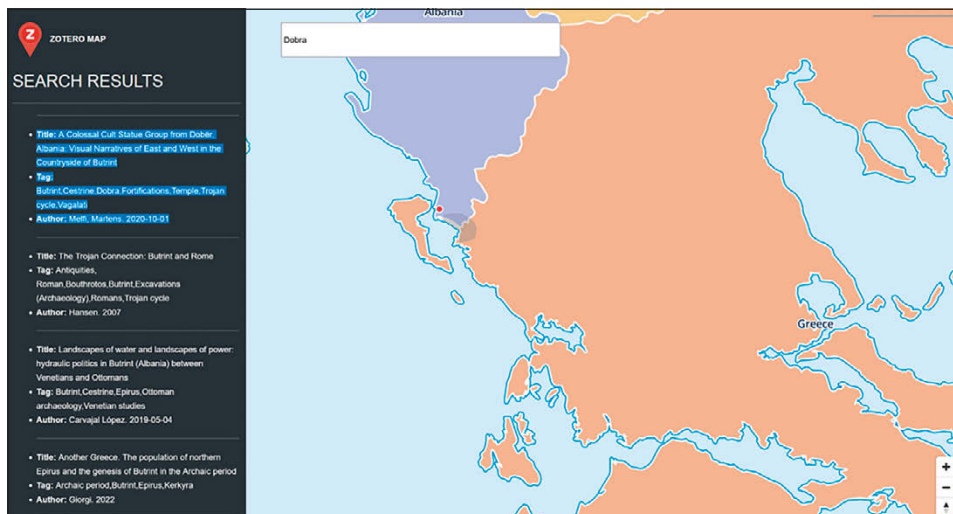 Z
ZOTERO MAP
SEARCH RESULTS
Title: A Colossal Cult Statue Group from Dobër,
Albania: Visual Narratives of East and West in the
Countryside of Butrint
Tag:
Butrint,Cestrine,Dobra,Fortifications,Temple,Trojan
cycle,Vagalati
Author: Melfi, Martens. 2020-10-01
Title: The Trojan Connection: Butrint and Rome
Tag: Antiquities,
Roman,Bouthrotos,Butrint,Excavations
(Archaeology),Romans,Trojan cycle
Author: Hansen. 2007
Title: Landscapes of water and landscapes of power:
hydraulic politics in Butrint (Albania) between
Venetians and Ottomans
Tag: Butrint,Cestrine,Epirus,Ottoman
archaeology,Venetian studies
Author: Carvajal López. 2019-05-04
Title: Another Greece. The population of northern
Epirus and the genesis of Butrint in the Archaic period
Tag: Archaic period,Butrint,Epirus,Kerkyra
Author: Giorgi. 2022
Albania
Dobra
Greece